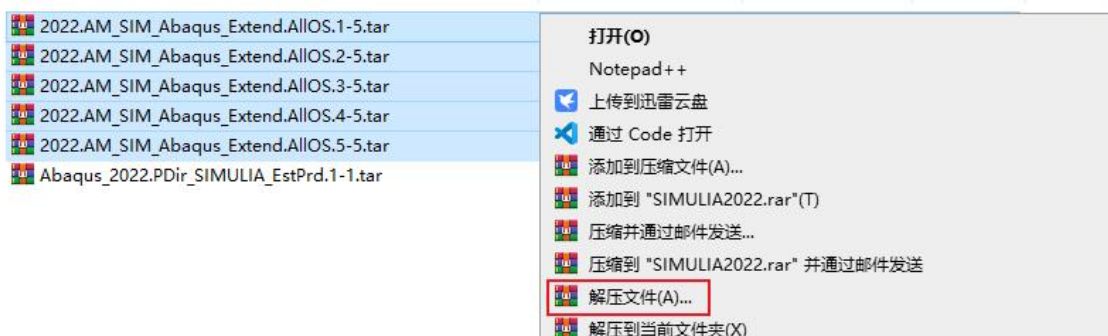 2022.AM_SIM_Abaqus_Extend.AllOS.1-5.tar
2022.AM_SIM_Abaqus_Extend.AllOS.2-5.tar
2022.AM_SIM_Abaqus_Extend.AllOS.3-5.tar
2022.AM_SIM_Abaqus_Extend.AllOS.4-5.tar
2022.AM_SIM_Abaqus_Extend.AllOS.5-5.tar
Abaqus_2022.PDir_SIMULIA_EstPrd.1-1.tar
打开(O)
Notepad++
上传到迅雷云盘
通过 Code 打开
添加到压缩文件(A)...
添加到 "SIMULIA2022.rar"(T)
压缩并通过邮件发送...
压缩到 "SIMULIA2022.rar" 并通过邮件发送
解压文件(A)...
解压到当前文件夹(X)